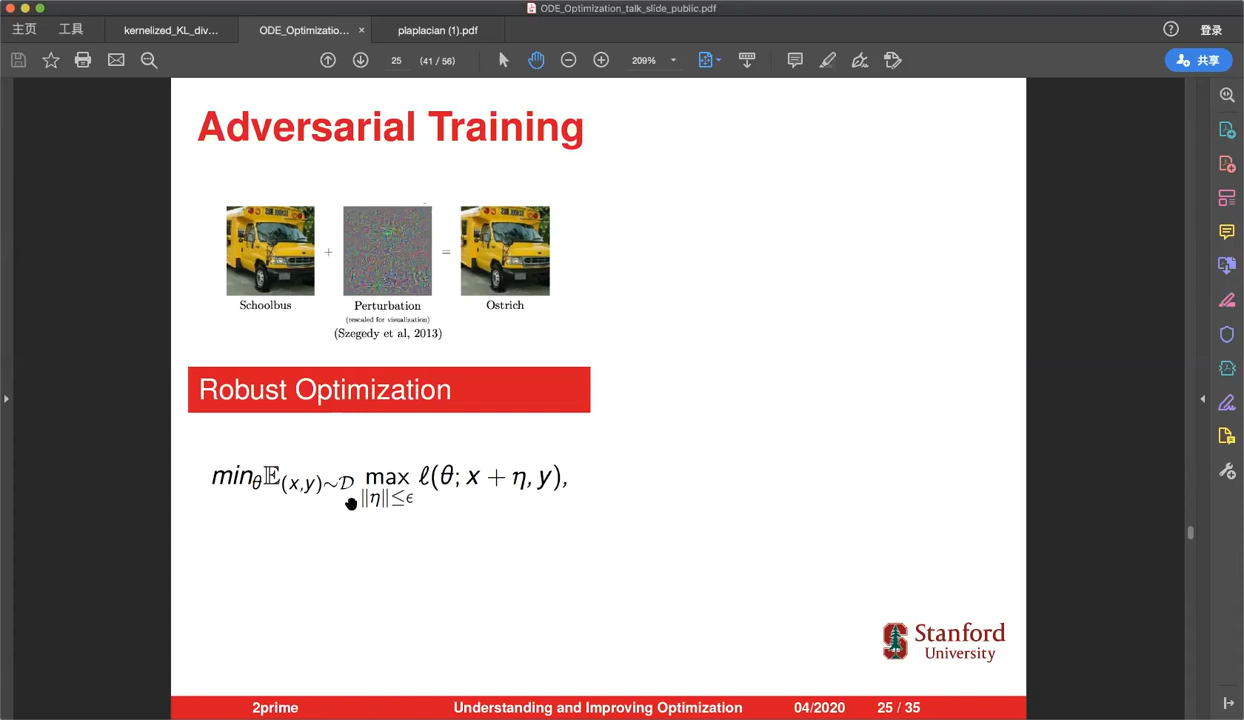 ODE_Optimization_talk_slide_public.pdf
主页 工具 kernelized_KL_div... ODE_Optimizatio... × plaplacian (1).pdf ? 登录
25 (41 / 56) 209% 共享
Adversarial Training
+ =
Schoolbus Perturbation Ostrich
(rescaled for visualization)
(Szegedy et al, 2013)
Robust Optimization
min_θ 𝔼_(x,y)∼𝒟 max_‖η‖≤ϵ ℓ(θ; x + η, y),
S Stanford
University
2prime Understanding and Improving Optimization 04/2020 25 / 35